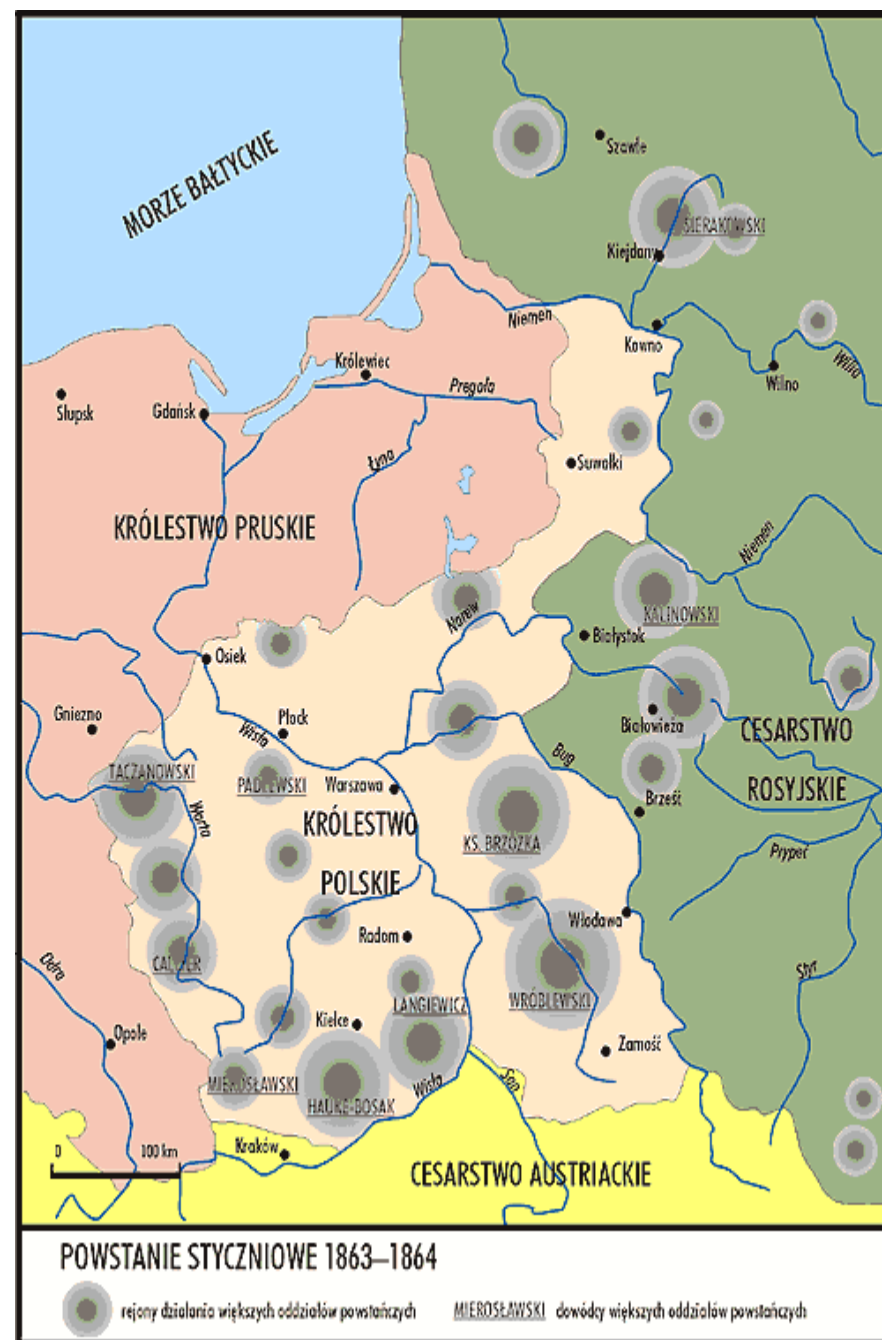 MORZE BAŁTYCKIE
Szawle
SIERAKOWSKI
Kiejdany
Niemen
Kowno
Wilno
Wilia
Królewiec
Pregoła
Słupsk
Gdańsk
Łyna
Suwałki
KRÓLESTWO PRUSKIE
Niemen
Narew
KALINOWSKI
Białystok
Osiek
Gniezno
Płock
Wisła
Białowieża
CESARSTWO
ROSYJSKIE
TACZANOWSKI
PADLEWSKI
Warszawa
Bug
Brześć
Warta
KRÓLESTWO
POLSKIE
KS. BRZÓZKA
Prypeć
Włodawa
Radom
CALLIER
Odra
Styr
LANGIEWICZ
WRÓBLEWSKI
Kielce
Opole
Zamość
MIEROSŁAWSKI
HAUKE-BOSAK
Wisła
San
Kraków
0 100 km
CESARSTWO AUSTRIACKIE
POWSTANIE STYCZNIOWE 1863–1864
rejony działania większych oddziałów powstańczych
MIEROSŁAWSKI dowódcy większych oddziałów powstańczych